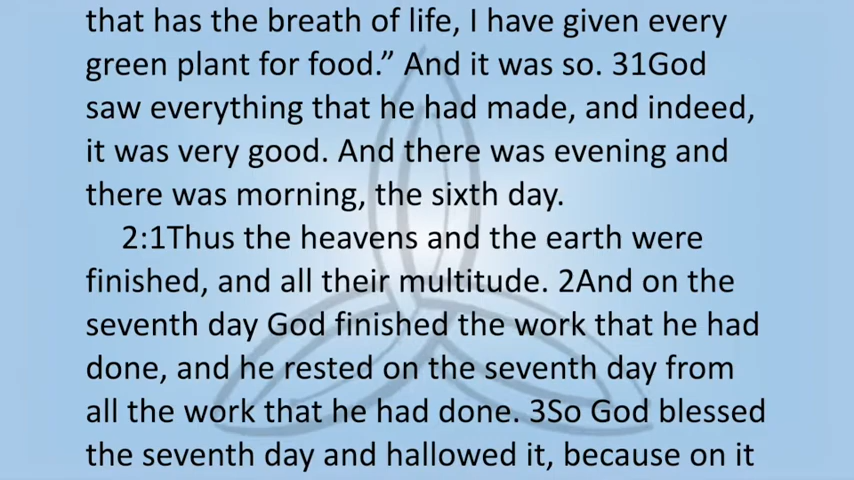 that has the breath of life, I have given every
green plant for food.” And it was so. 31God
saw everything that he had made, and indeed,
it was very good. And there was evening and
there was morning, the sixth day.
2:1Thus the heavens and the earth were
finished, and all their multitude. 2And on the
seventh day God finished the work that he had
done, and he rested on the seventh day from
all the work that he had done. 3So God blessed
the seventh day and hallowed it, because on it